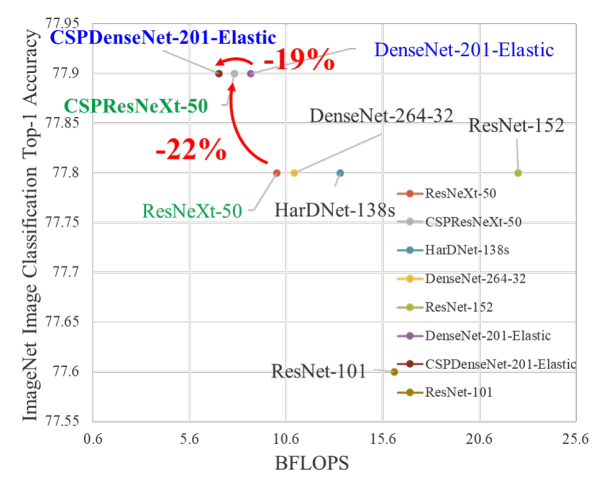 77.95
CSPDenseNet-201-Elastic
-19%
DenseNet-201-Elastic
77.9
CSPResNeXt-50
77.85
DenseNet-264-32
ResNet-152
-22%
77.8
ResNeXt-50
HarDNet-138s
77.75
77.7
77.65
ResNet-101
77.6
77.55
ResNeXt-50
CSPResNeXt-50
HarDNet-138s
DenseNet-264-32
ResNet-152
DenseNet-201-Elastic
CSPDenseNet-201-Elastic
ResNet-101
0.6 5.6 10.6 15.6 20.6 25.6
BFLOPS
ImageNet Image Classification Top-1 Accuracy